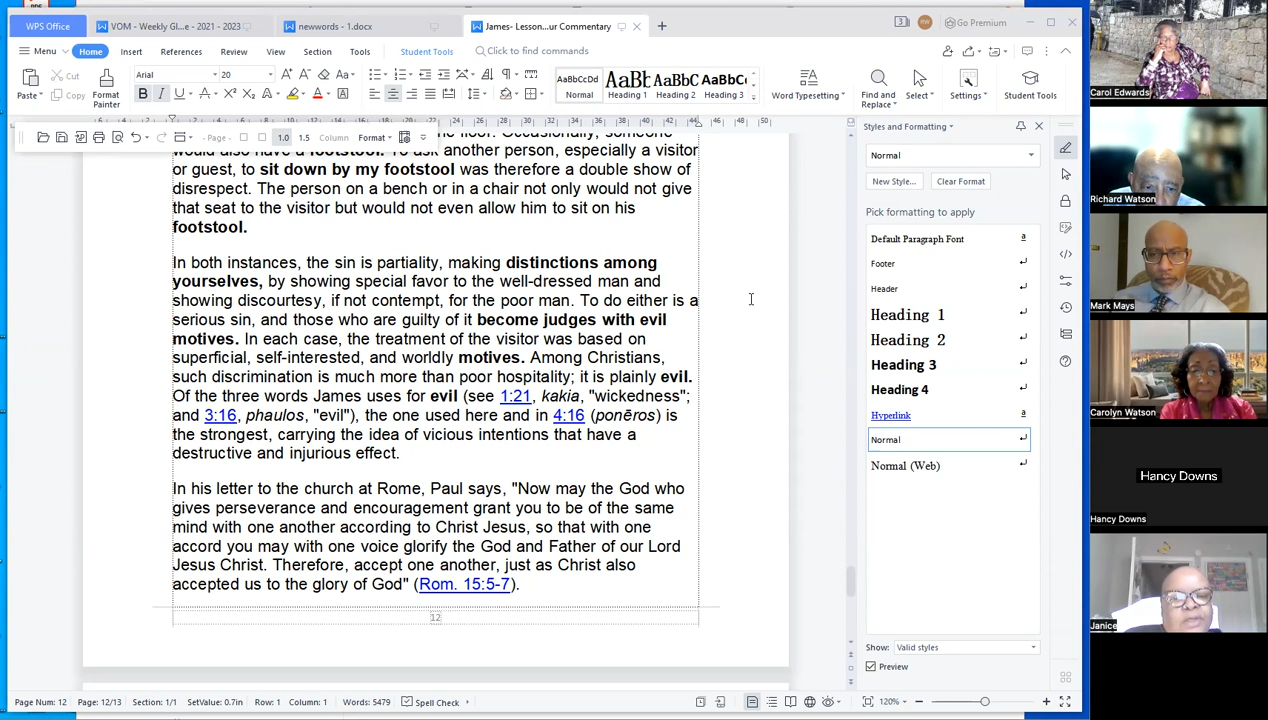 WPS Office
VOM - Weekly Gl...e - 2021 - 2023
newwords - 1.docx
James- Lesson...ur Commentary
Go Premium
Menu
Home
Insert
References
Review
View
Section
Tools
Student Tools
Click to find commands
Paste
Cut
Copy
Format
Painter
Arial
20
AaBbCcDd
Normal
Heading 1
Heading 2
Heading 3
Word Typesetting
Find and
Replace
Select
Settings
Student Tools
- Page -
1.0
1.5
Column
Format
the floor. Occasionally, someone
would also have a footstool. To ask another person, especially a visitor
or guest, to sit down by my footstool was therefore a double show of
disrespect. The person on a bench or in a chair not only would not give
that seat to the visitor but would not even allow him to sit on his
footstool.
In both instances, the sin is partiality, making distinctions among
yourselves, by showing special favor to the well-dressed man and
showing discourtesy, if not contempt, for the poor man. To do either is a
serious sin, and those who are guilty of it become judges with evil
motives. In each case, the treatment of the visitor was based on
superficial, self-interested, and worldly motives. Among Christians,
such discrimination is much more than poor hospitality; it is plainly evil.
Of the three words James uses for evil (see 1:21, kakia, "wickedness";
and 3:16, phaulos, "evil"), the one used here and in 4:16 (ponēros) is
the strongest, carrying the idea of vicious intentions that have a
destructive and injurious effect.
In his letter to the church at Rome, Paul says, "Now may the God who
gives perseverance and encouragement grant you to be of the same
mind with one another according to Christ Jesus, so that with one
accord you may with one voice glorify the God and Father of our Lord
Jesus Christ. Therefore, accept one another, just as Christ also
accepted us to the glory of God" (Rom. 15:5-7).
12
Styles and Formatting
Normal
New Style...
Clear Format
Pick formatting to apply
Default Paragraph Font
Footer
Header
Heading 1
Heading 2
Heading 3
Heading 4
Hyperlink
Normal
Normal (Web)
Show:
Valid styles
Preview
Page Num: 12
Page: 12/13
Section: 1/1
SetValue: 0.7in
Row: 1
Column: 1
Words: 5479
Spell Check
120%
Carol Edwards
Richard Watson
Mark Mays
Carolyn Watson
Hancy Downs
Hancy Downs
Janice